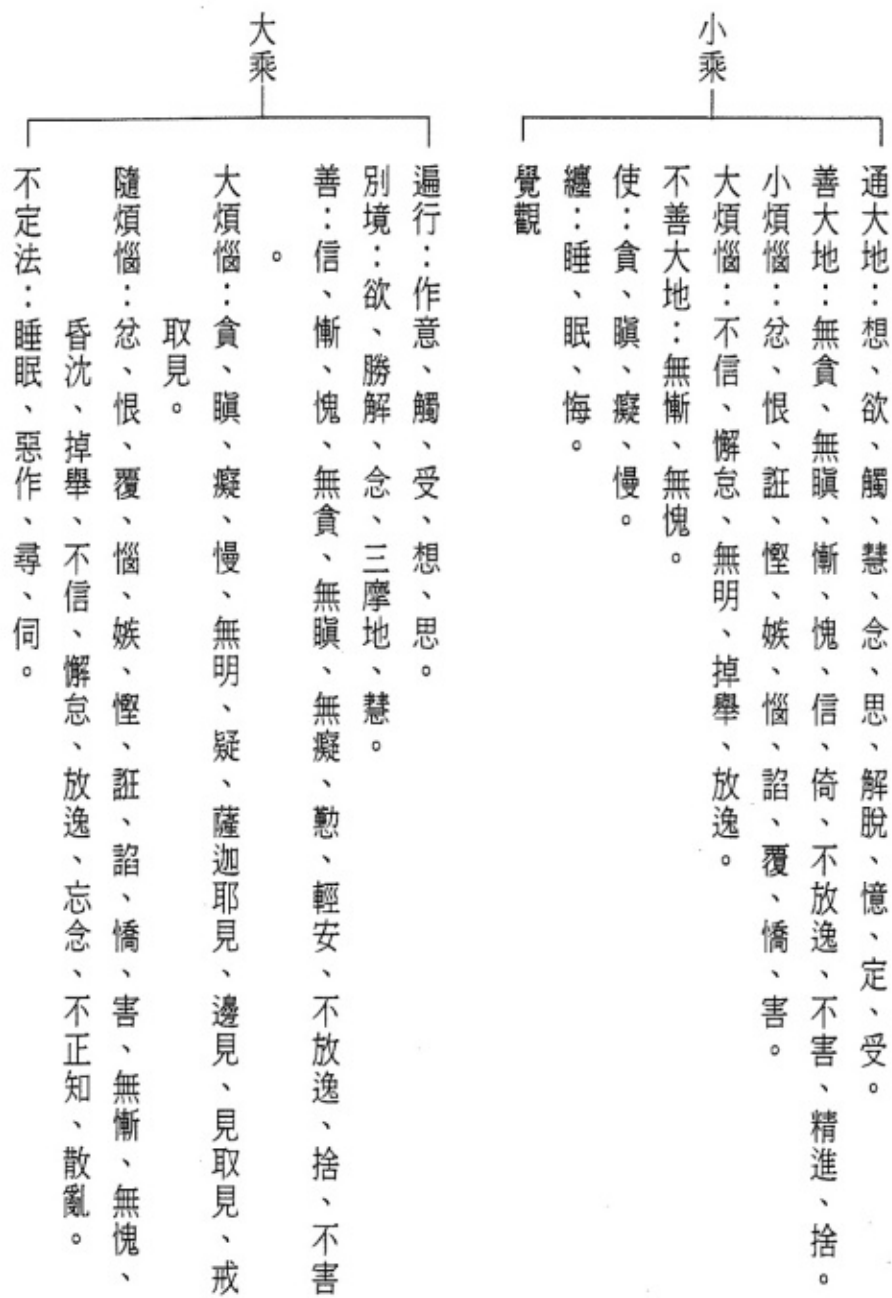 小乘
通大地：想、欲、觸、慧、念、思、解脫、憶、定、受。
善大地：無貪、無瞋、慚、愧、信、倚、不放逸、不害、精進、捨。
小煩惱：忿、恨、誑、慳、嫉、惱、諂、覆、憍、害。
大煩惱：不信、懈怠、無明、掉舉、放逸。
不善大地：無慚、無愧。
使：貪、瞋、癡、慢。
纏：睡、眠、悔。
覺觀
大乘
遍行：作意、觸、受、想、思。
別境：欲、勝解、念、三摩地、慧。
善：信、慚、愧、無貪、無瞋、無癡、懃、輕安、不放逸、捨、不害
。
大煩惱：貪、瞋、癡、慢、無明、疑、薩迦耶見、邊見、見取見、戒
取見。
隨煩惱：忿、恨、覆、惱、嫉、慳、誑、諂、憍、害、無慚、無愧、
昏沈、掉舉、不信、懈怠、放逸、忘念、不正知、散亂。
不定法：睡眠、惡作、尋、伺。